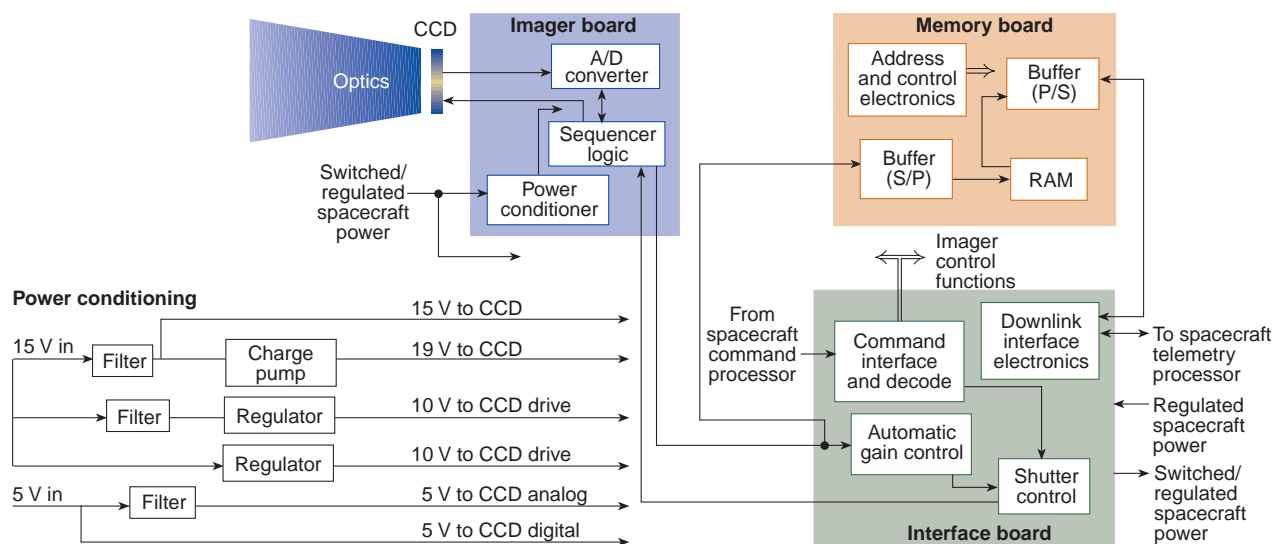 CCD
Optics
Imager board
A/D
converter
Sequencer
logic
Power
conditioner
Switched/
regulated
spacecraft
power
Memory board
Address
and control
electronics
Buffer
(P/S)
Buffer
(S/P)
RAM
Imager
control
functions
From
spacecraft
command
processor
Command
interface
and decode
Downlink
interface
electronics
To spacecraft
telemetry
processor
Regulated
spacecraft
power
Automatic
gain control
Shutter
control
Switched/
regulated
spacecraft
power
Interface board
Power conditioning
15 V in
Filter
15 V to CCD
Charge
pump
19 V to CCD
Filter
Regulator
10 V to CCD drive
Regulator
10 V to CCD drive
5 V in
Filter
5 V to CCD analog
5 V to CCD digital